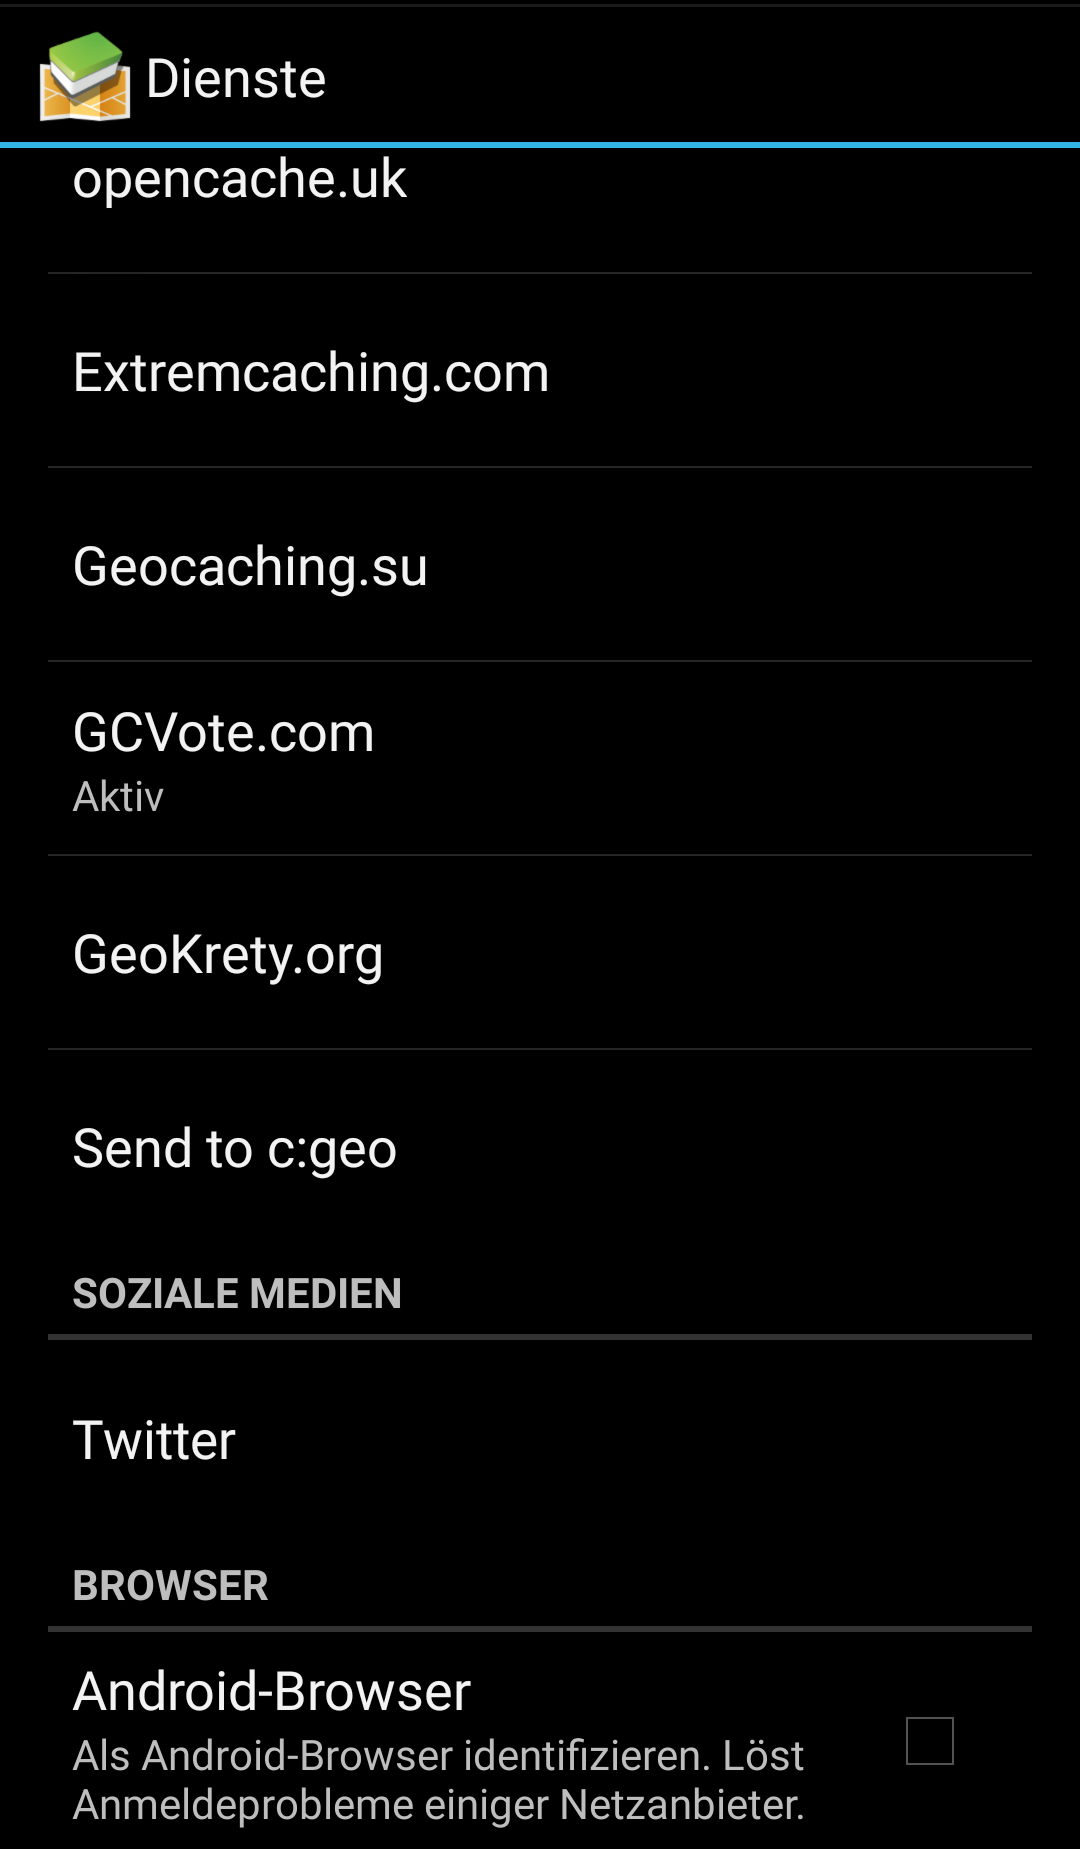 Dienste
opencache.uk
Extremcaching.com
Geocaching.su
GCVote.com
Aktiv
GeoKrety.org
Send to c:geo
SOZIALE MEDIEN
Twitter
BROWSER
Android-Browser
Als Android-Browser identifizieren. Löst
Anmeldeprobleme einiger Netzanbieter.